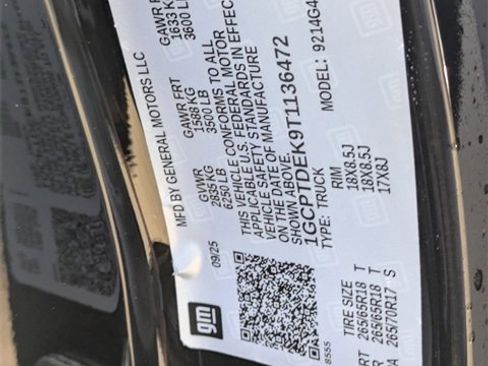 MFD BY GENERAL MOTORS LLC
09/25
GVWR
2835 KG
6250 LB
GAWR FRT
1588 KG
3500 LB
GAWR
1633 KG
3600 LB
THIS VEHICLE CONFORMS TO ALL
APPLICABLE U.S. FEDERAL MOTOR
VEHICLE SAFETY STANDARDS IN EFFECT
ON THE DATE OF MANUFACTURE
SHOWN ABOVE.
1GCPTDEK9T1136472
TYPE: TRUCK
MODEL: 9214G4
gm
8555
TIRE SIZE
RIM
265/65R18 T
18X8.5J
265/65R18 T
18X8.5J
265/70R17 S
17X8J